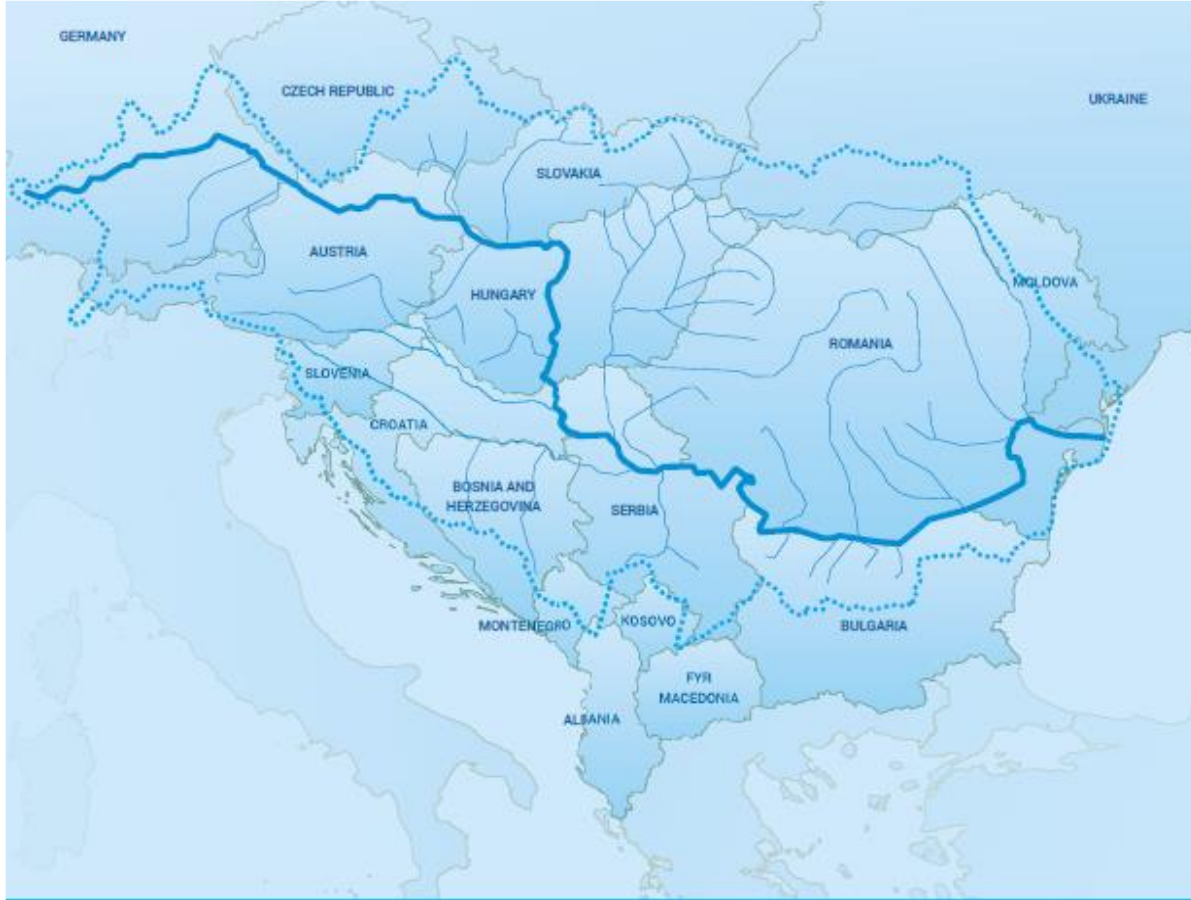 GERMANY
CZECH REPUBLIC
UKRAINE
SLOVAKIA
AUSTRIA
HUNGARY
MOLDOVA
ROMANIA
SLOVENIA
CROATIA
BOSNIA AND
HERZEGOVINA
SERBIA
MONTENEGRO
KOSOVO
BULGARIA
FYR
MACEDONIA
ALBANIA